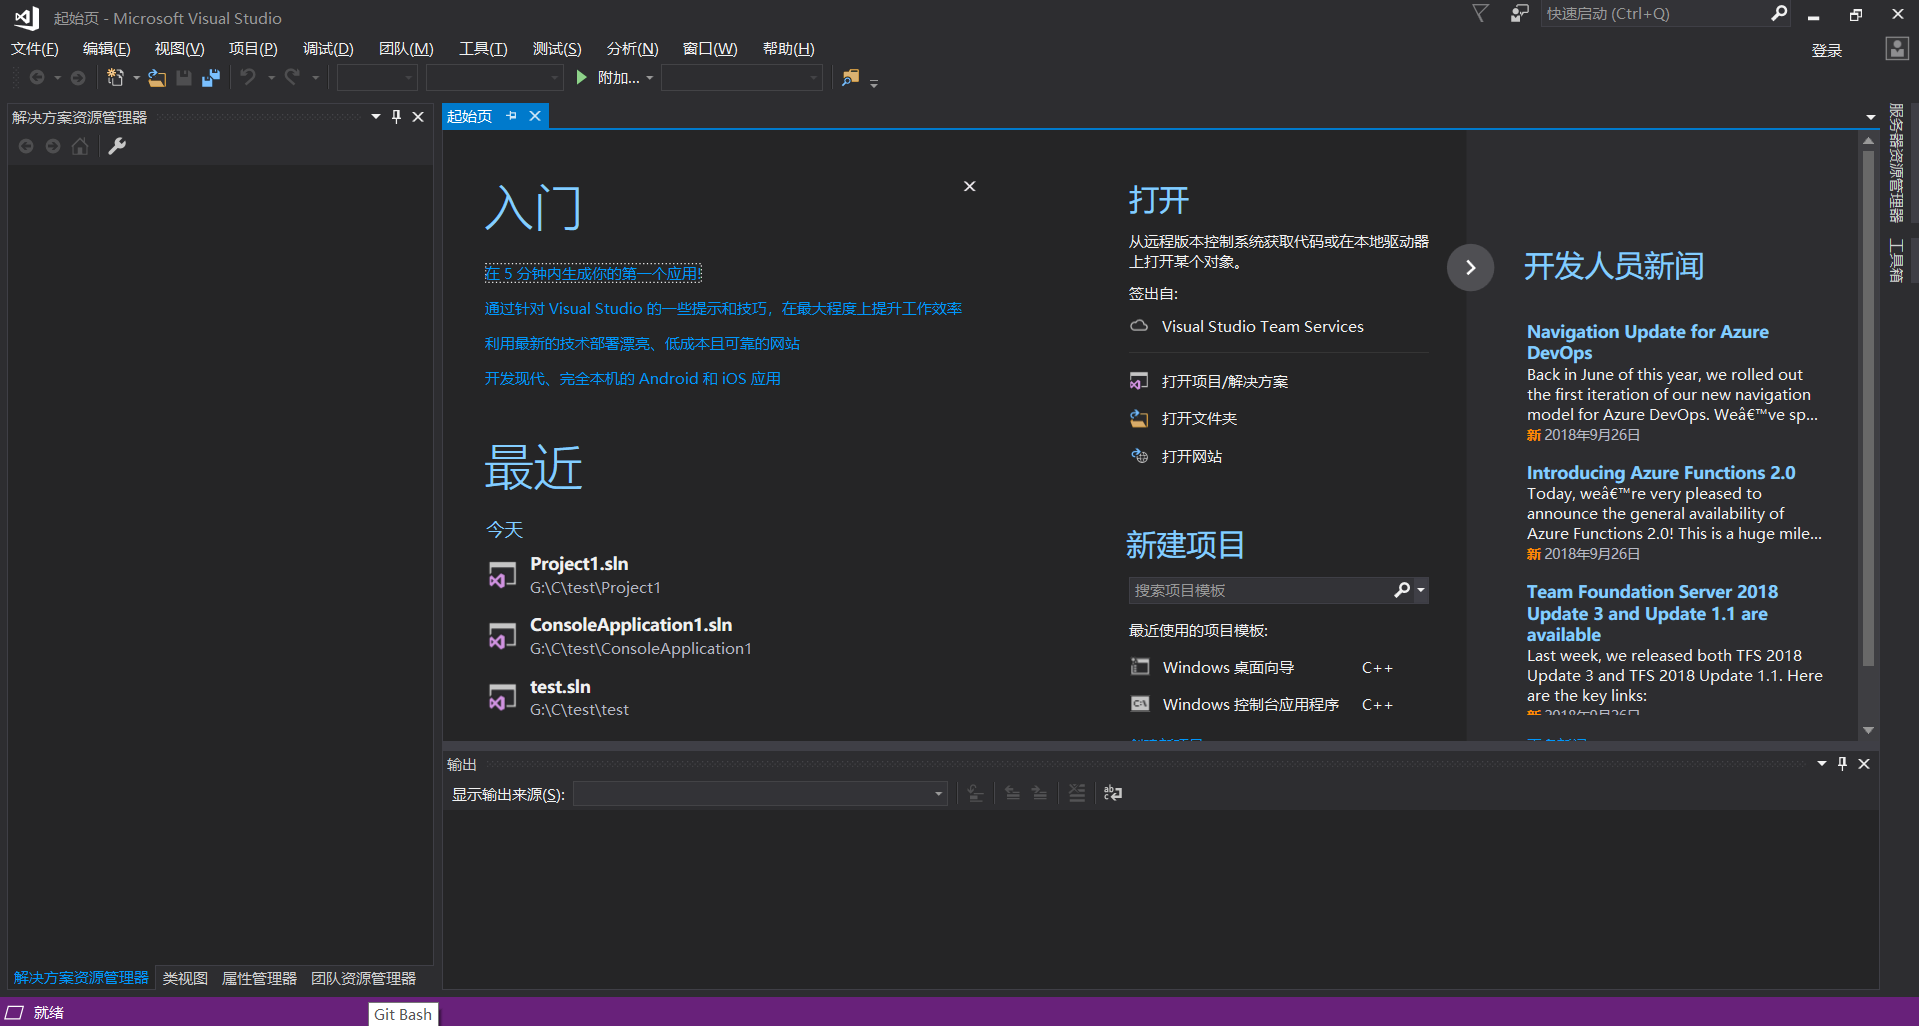 起始页 - Microsoft Visual Studio
快速启动 (Ctrl+Q)
文件(F) 编辑(E) 视图(V) 项目(P) 调试(D) 团队(M) 工具(T) 测试(S) 分析(N) 窗口(W) 帮助(H)
登录
附加...
解决方案资源管理器
起始页
入门
在 5 分钟内生成你的第一个应用!
通过针对 Visual Studio 的一些提示和技巧，在最大程度上提升工作效率
利用最新的技术部署漂亮、低成本且可靠的网站
开发现代、完全本机的 Android 和 iOS 应用
最近
今天
Project1.sln
G:\C\test\Project1
ConsoleApplication1.sln
G:\C\test\ConsoleApplication1
test.sln
G:\C\test\test
打开
从远程版本控制系统获取代码或在本地驱动器
上打开某个对象。
签出自:
Visual Studio Team Services
打开项目/解决方案
打开文件夹
打开网站
新建项目
搜索项目模板
最近使用的项目模板:
Windows 桌面向导 C++
Windows 控制台应用程序 C++
创建新项目
开发人员新闻
Navigation Update for Azure
DevOps
Back in June of this year, we rolled out
the first iteration of our new navigation
model for Azure DevOps. Weâ€™ve sp...
新 2018年9月26日
Introducing Azure Functions 2.0
Today, weâ€™re very pleased to
announce the general availability of
Azure Functions 2.0! This is a huge mile...
新 2018年9月26日
Team Foundation Server 2018
Update 3 and Update 1.1 are
available
Last week, we released both TFS 2018
Update 3 and TFS 2018 Update 1.1. Here
are the key links:
新 2018年9月26日
更多新闻
服务器资源管理器
工具箱
输出
显示输出来源(S):
解决方案资源管理器 类视图 属性管理器 团队资源管理器
就绪
Git Bash